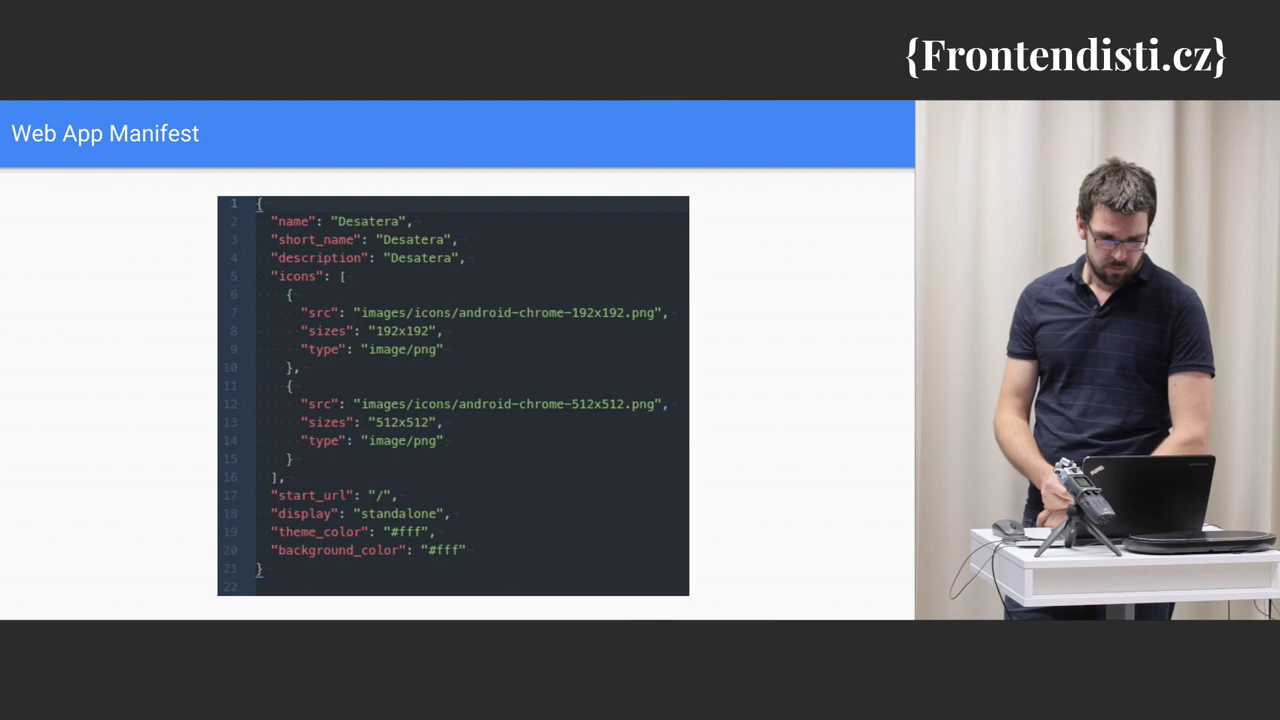 {Frontendisti.cz}
Web App Manifest
1 {
2 "name": "Desatera",
3 "short_name": "Desatera",
4 "description": "Desatera",
5 "icons": [
6 {
7 "src": "images/icons/android-chrome-192x192.png",
8 "sizes": "192x192",
9 "type": "image/png"
10 },
11 {
12 "src": "images/icons/android-chrome-512x512.png",
13 "sizes": "512x512",
14 "type": "image/png"
15 }
16 ],
17 "start_url": "/",
18 "display": "standalone",
19 "theme_color": "#fff",
20 "background_color": "#fff"
21 }
22